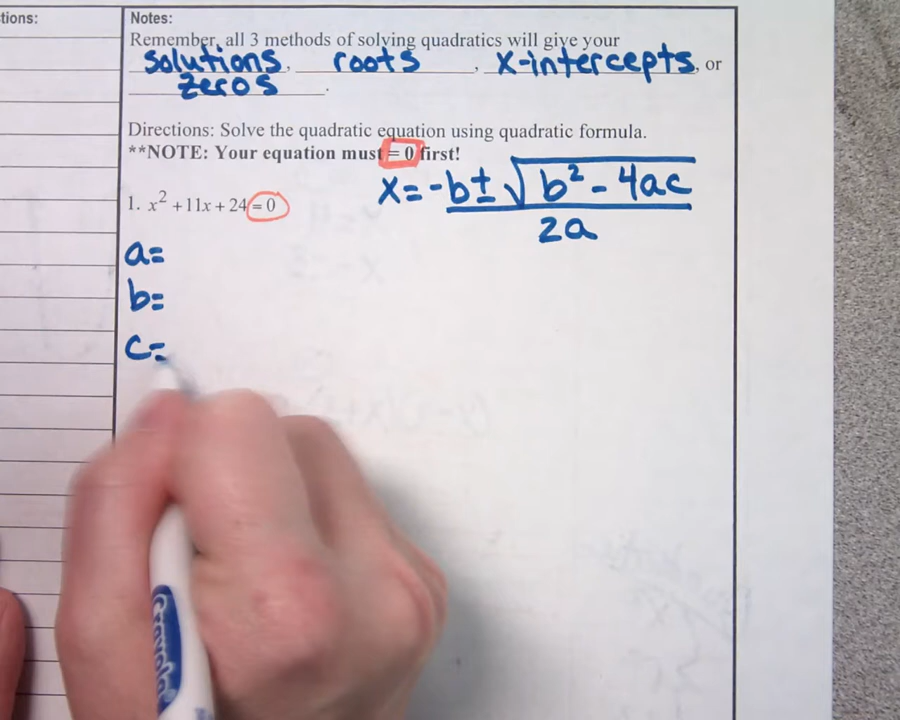 tions:
Notes:
Remember, all 3 methods of solving quadratics will give your
solutions, roots, x-intercepts, or
zeros.
Directions: Solve the quadratic equation using quadratic formula.
**NOTE: Your equation must = 0 first!
x = -b ± √(b² - 4ac) / 2a
1. x² + 11x + 24 = 0
a=
b=
c=
Crayola